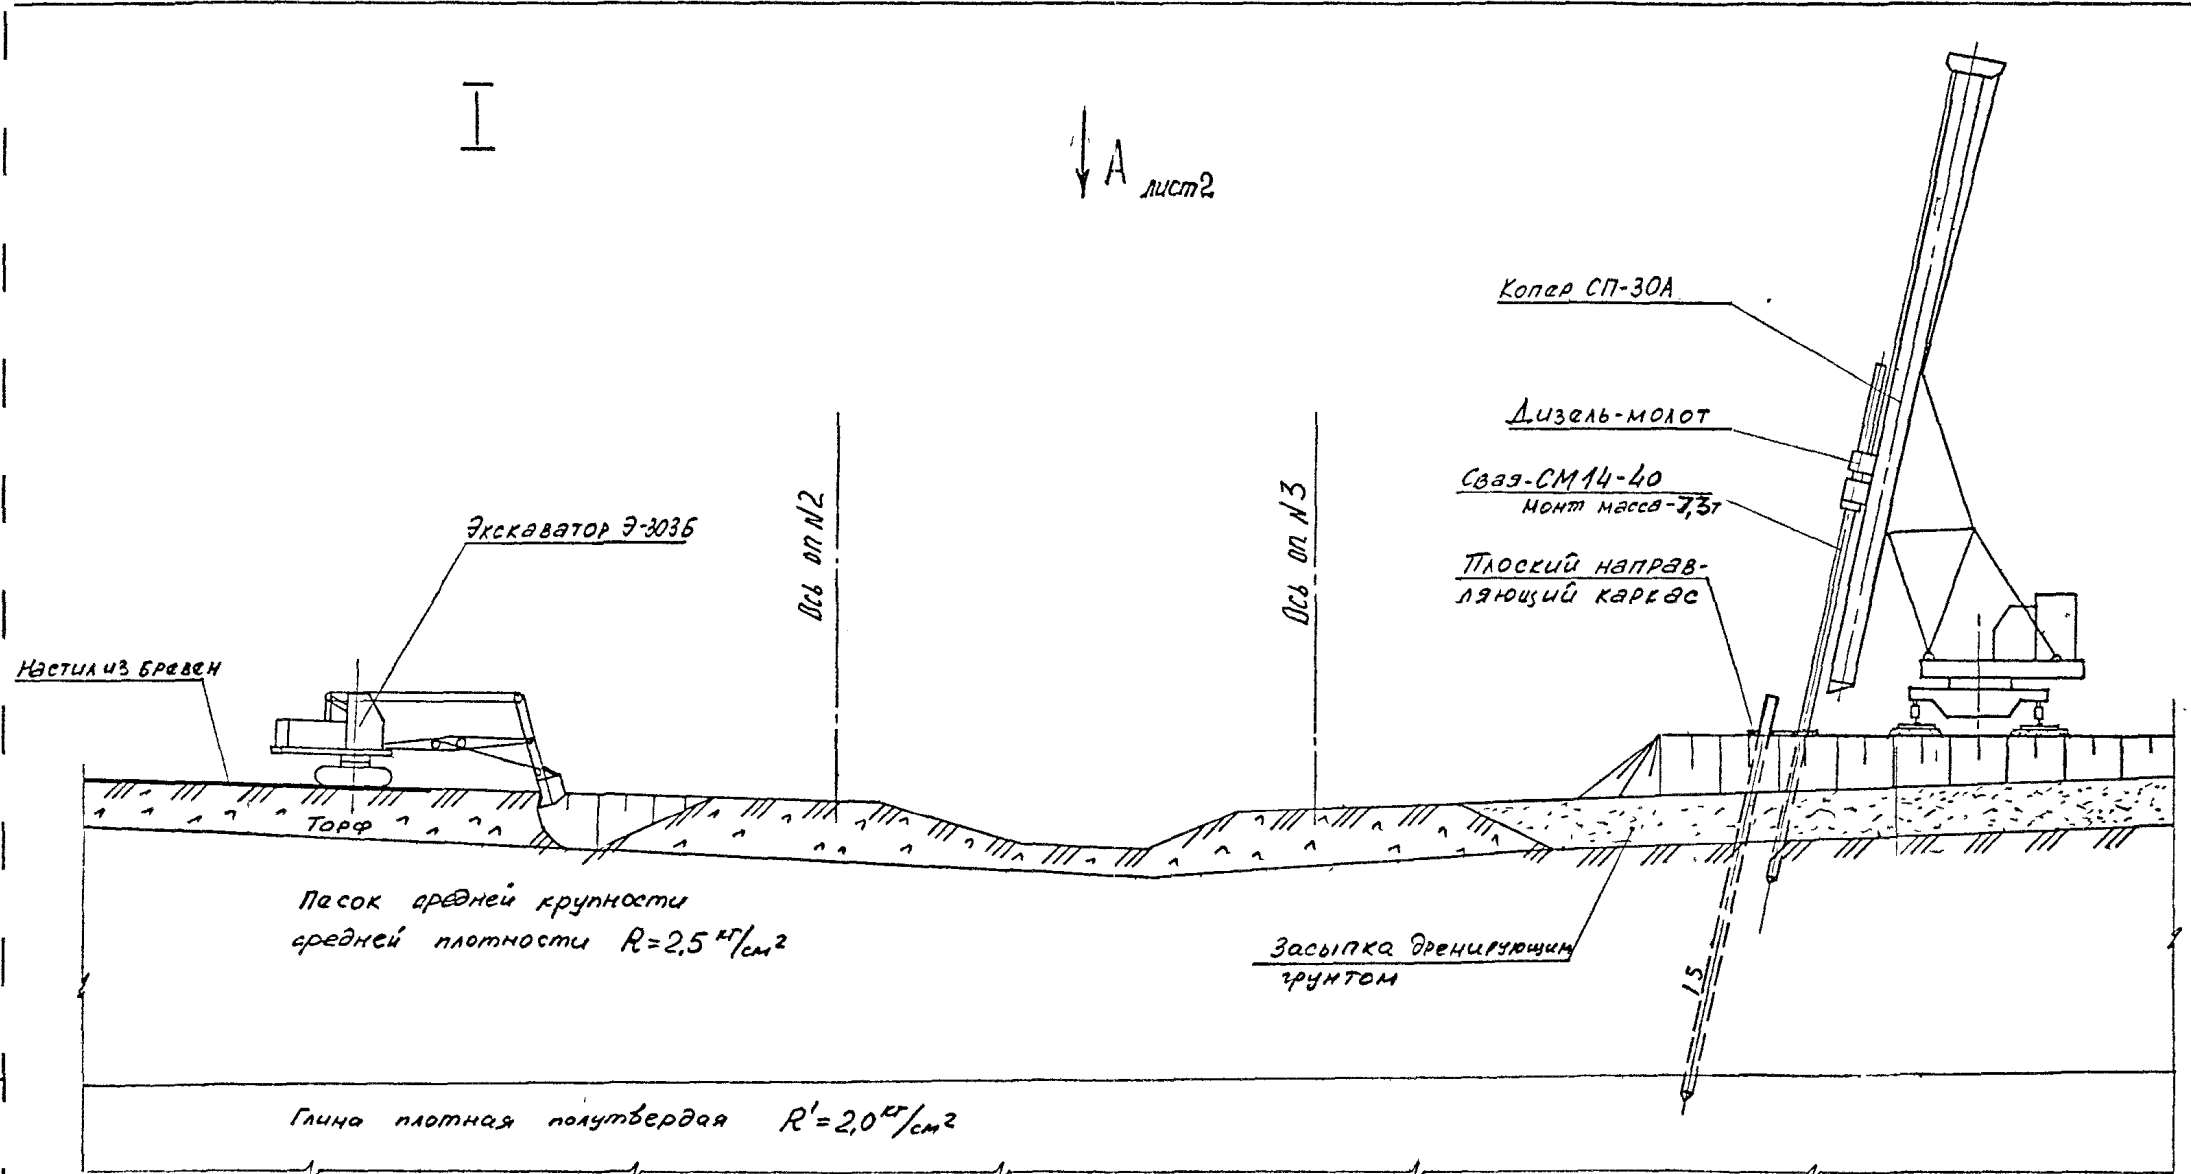 I
А лист2
Копер СП-30А
Дизель-молот
Свая-СМ14-40
монт масса-7,3т
Плоский направ-
ляющий каркас
Ось оп N2
Ось оп N3
Экскаватор Э-303Б
Настил из бревен
Торф
Песок средней крупности
средней плотности R=2,5 кг/см²
Засыпка дренирующим
грунтом
15
Глина плотная полутвердая R'=2,0 кг/см²